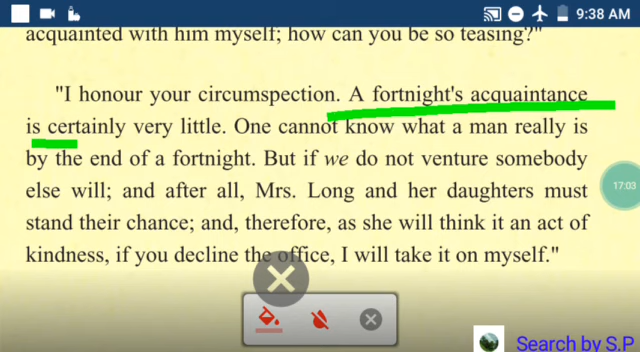 9:38 AM
acquainted with him myself; how can you be so teasing?"
"I honour your circumspection. A fortnight's acquaintance
is certainly very little. One cannot know what a man really is
by the end of a fortnight. But if we do not venture somebody
else will; and after all, Mrs. Long and her daughters must
17:03
stand their chance; and, therefore, as she will think it an act of
kindness, if you decline the office, I will take it on myself."
Search by S.P